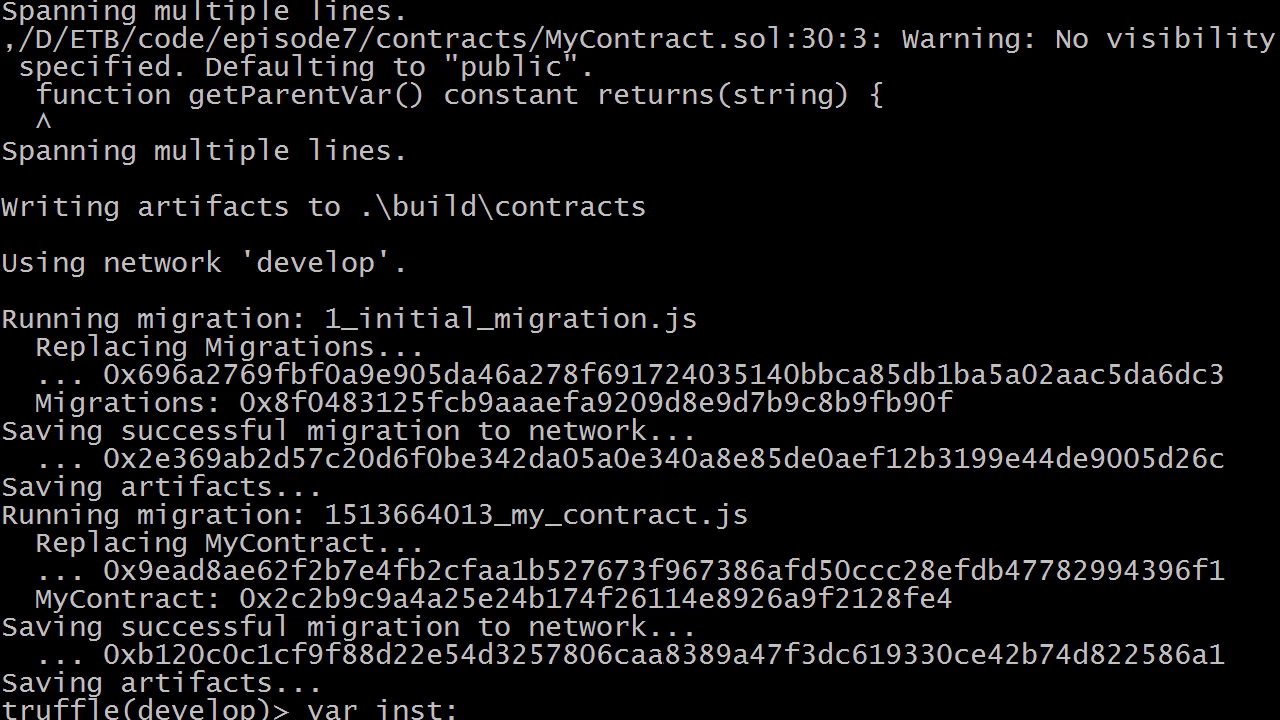 Spanning multiple lines.
,/D/ETB/code/episode7/contracts/MyContract.sol:30:3: Warning: No visibility
 specified. Defaulting to "public".
  function getParentVar() constant returns(string) {
  ^
Spanning multiple lines.

Writing artifacts to .\build\contracts

Using network 'develop'.

Running migration: 1_initial_migration.js
  Replacing Migrations...
  ... 0x696a2769fbf0a9e905da46a278f691724035140bbca85db1ba5a02aac5da6dc3
  Migrations: 0x8f0483125fcb9aaaefa9209d8e9d7b9c8b9fb90f
Saving successful migration to network...
  ... 0x2e369ab2d57c20d6f0be342da05a0e340a8e85de0aef12b3199e44de9005d26c
Saving artifacts...
Running migration: 1513664013_my_contract.js
  Replacing MyContract...
  ... 0x9ead8ae62f2b7e4fb2cfaa1b527673f967386afd50ccc28efdb47782994396f1
  MyContract: 0x2c2b9c9a4a25e24b174f26114e8926a9f2128fe4
Saving successful migration to network...
  ... 0xb120c0c1cf9f88d22e54d3257806caa8389a47f3dc619330ce42b74d822586a1
Saving artifacts...
truffle(develop)> var inst;